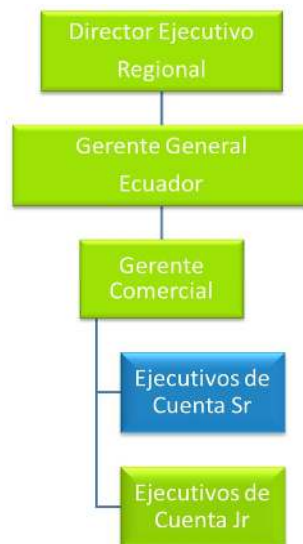 Director Ejecutivo
Regional
Gerente General
Ecuador
Gerente
Comercial
Ejecutivos de
Cuenta Sr
Ejecutivos de
Cuenta Jr